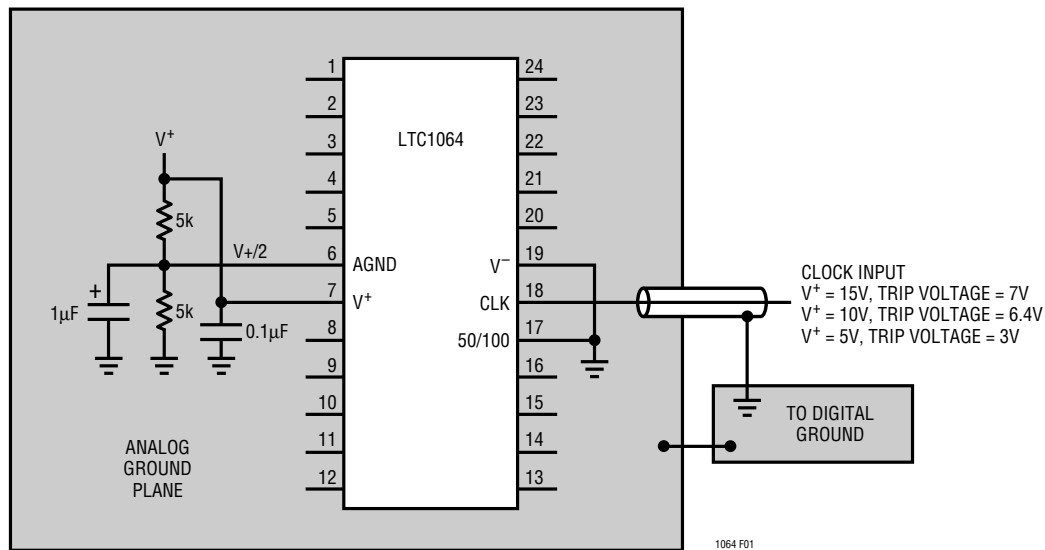 LTC1064
1
2
3
4
5
6
7
8
9
10
11
12
24
23
22
21
20
19
18
17
16
15
14
13
V+
5k
V+/2
5k
+
1µF
0.1µF
AGND
V+
V−
CLK
50/100
CLOCK INPUT
V+ = 15V, TRIP VOLTAGE = 7V
V+ = 10V, TRIP VOLTAGE = 6.4V
V+ = 5V, TRIP VOLTAGE = 3V
TO DIGITAL
GROUND
ANALOG
GROUND
PLANE
1064 F01